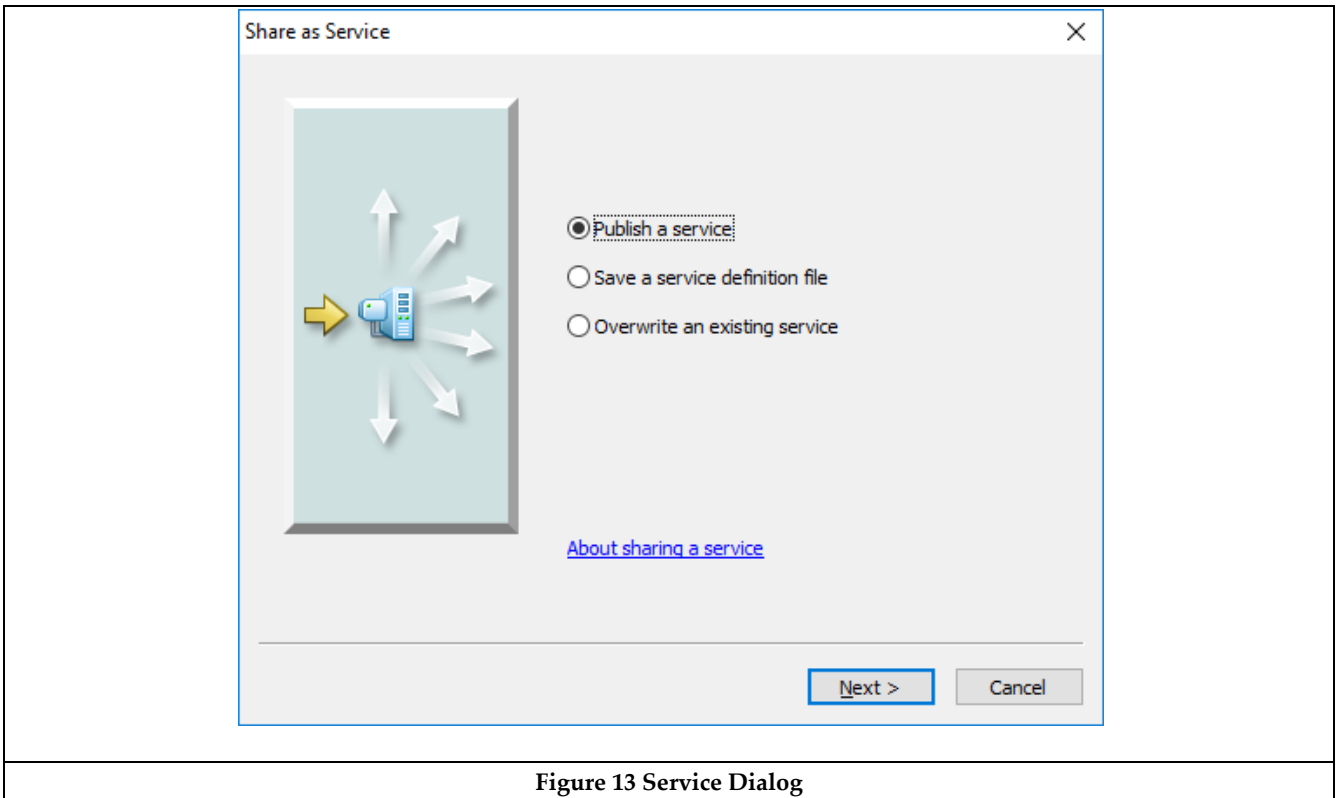 Share as Service
Publish a service
Save a service definition file
Overwrite an existing service
About sharing a service
Next >
Cancel
Figure 13 Service Dialog